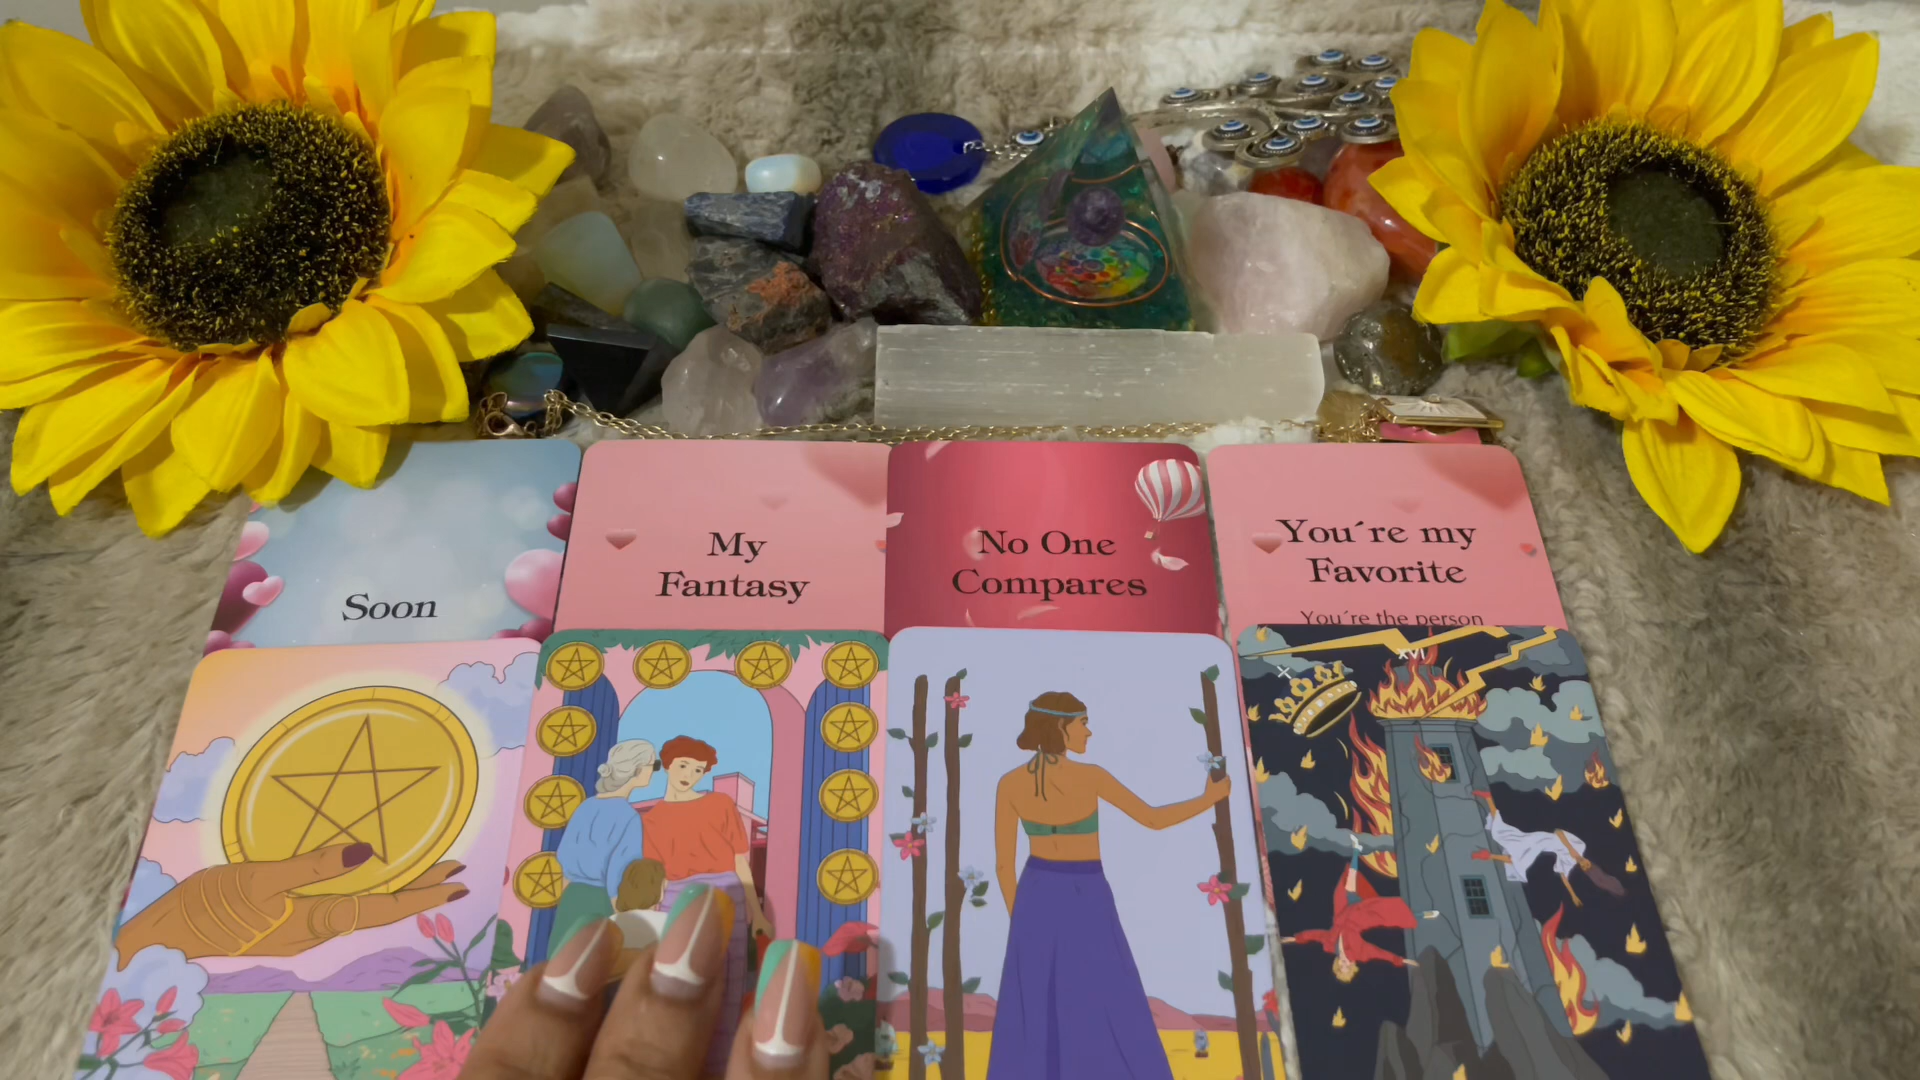 Soon
My
Fantasy
No One
Compares
You´re my
Favorite
You´re the person
XVI